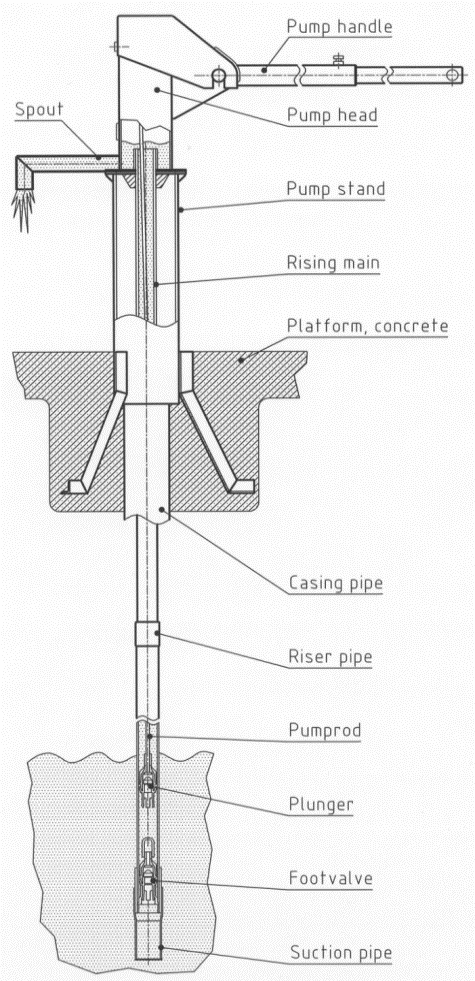 Pump handle
Spout
Pump head
Pump stand
Rising main
Platform, concrete
Casing pipe
Riser pipe
Pumprod
Plunger
Footvalve
Suction pipe